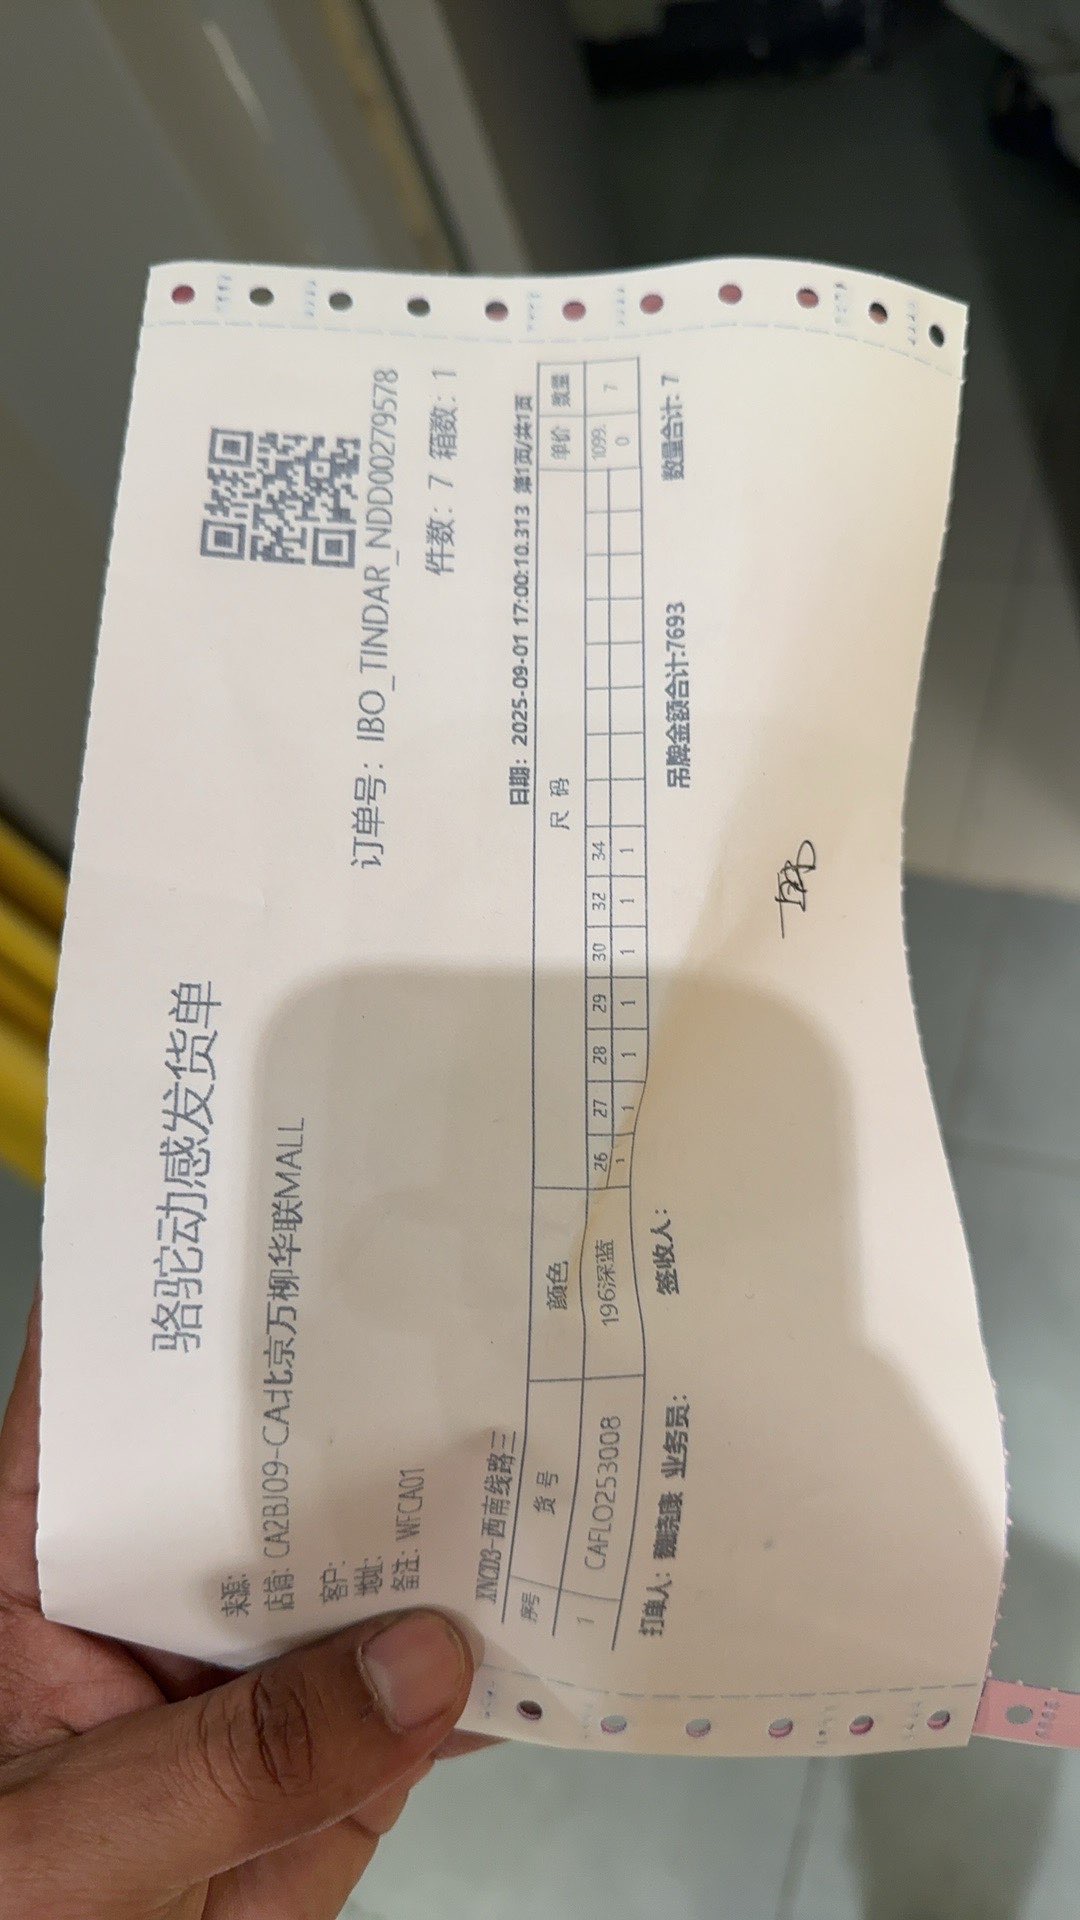 骆驼动感发货单
来源:
店铺: CA2BJ09-CA北京万柳华联MALL
订单号: IBO_TINDAR_NDD00279578
客户:
地址:
备注: WFCA01
件数: 7 箱数: 1
XNCD3-西南线路三
日期: 2025-09-01 17:00:10.313 第1页/共1页
序号 货号 颜色 尺码 单价 数量
26 27 28 29 30 32 34
1 CAFLO253008 196深蓝 1 1 1 1 1 1 1 1099.0 7
打单人: 魏晓康 业务员: 签收人: 吊牌金额合计:7693 数量合计: 7